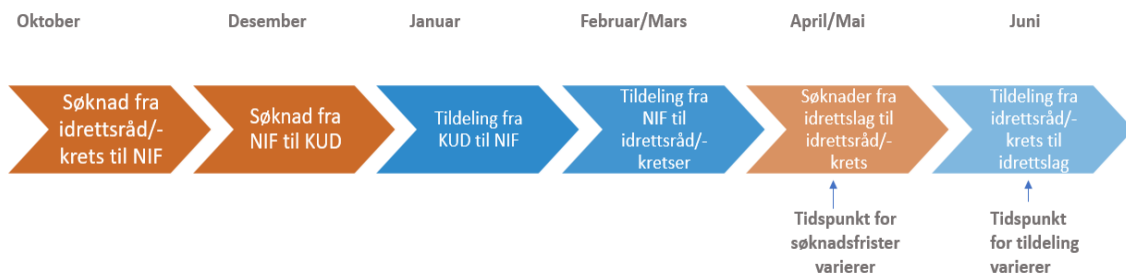 Oktober
Desember
Januar
Februar/Mars
April/Mai
Juni
Søknad fra
idrettsråd/-
krets til NIF
Søknad fra
NIF til KUD
Tildeling fra
KUD til NIF
Tildeling fra
NIF til
idrettsråd/-
kretser
Søknader fra
idrettslag til
idrettsråd/-
krets
Tildeling fra
idrettsråd/-
krets til
idrettslag
Tidspunkt for
søknadsfrister
varierer
Tidspunkt
for tildeling
varierer